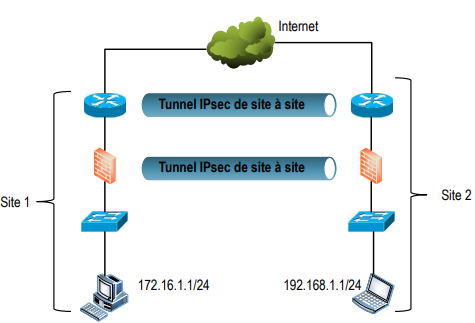 Internet
Tunnel IPsec de site à site
Tunnel IPsec de site à site
Site 1
Site 2
172.16.1.1/24
192.168.1.1/24